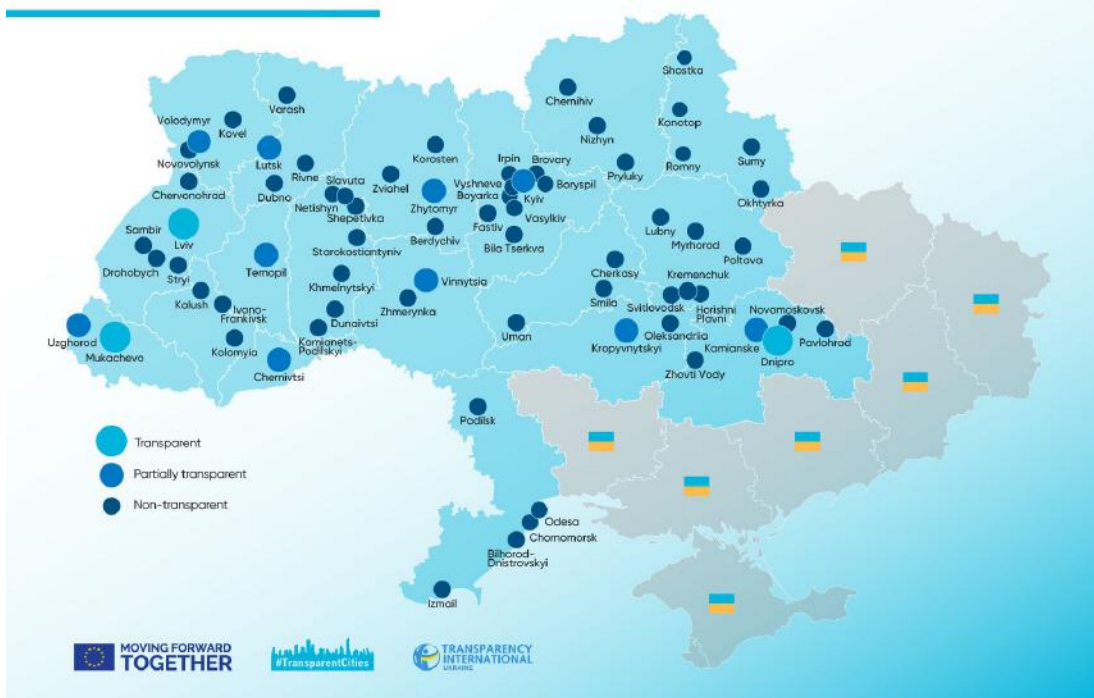 Shostka
Chernihiv
Varash
Volodymyr
Kovel
Konotop
Nizhyn
Lutsk
Korosten
Irpin
Brovary
Romny
Sumy
Novovolynsk
Rivne
Slavuta
Zviahel
Vyshneve
Pryluky
Chervonohrad
Dubno
Netishyn
Boyarka
Kyiv
Boryspil
Shepetivka
Zhytomyr
Okhtyrka
Fastiv
Vasylkiv
Sambir
Lviv
Starokostiantyniv
Berdychiv
Bila Tserkva
Lubny
Myrhorod
Poltava
Drohobych
Stryi
Ternopil
Khmelnytskyi
Vinnytsia
Cherkasy
Kremenchuk
Kalush
Ivano-
Frankivsk
Zhmerynka
Smila
Svitlovodsk
Horishni
Plavni
Novomoskovsk
Dunaivtsi
Uzghorod
Mukacheva
Kolomyia
Kamianets-
Podilskyi
Uman
Kropyvnytskyi
Oleksandriia
Kamianske
Pavlohrad
Chernivtsi
Dnipro
Zhovti Vody
Podilsk
Transparent
Partially transparent
Non-transparent
Odesa
Chornomorsk
Bilhorod-
Dnistrovskyi
Izmail
MOVING FORWARD
TOGETHER
#TransparentCities
TRANSPARENCY
INTERNATIONAL
UKRAINE